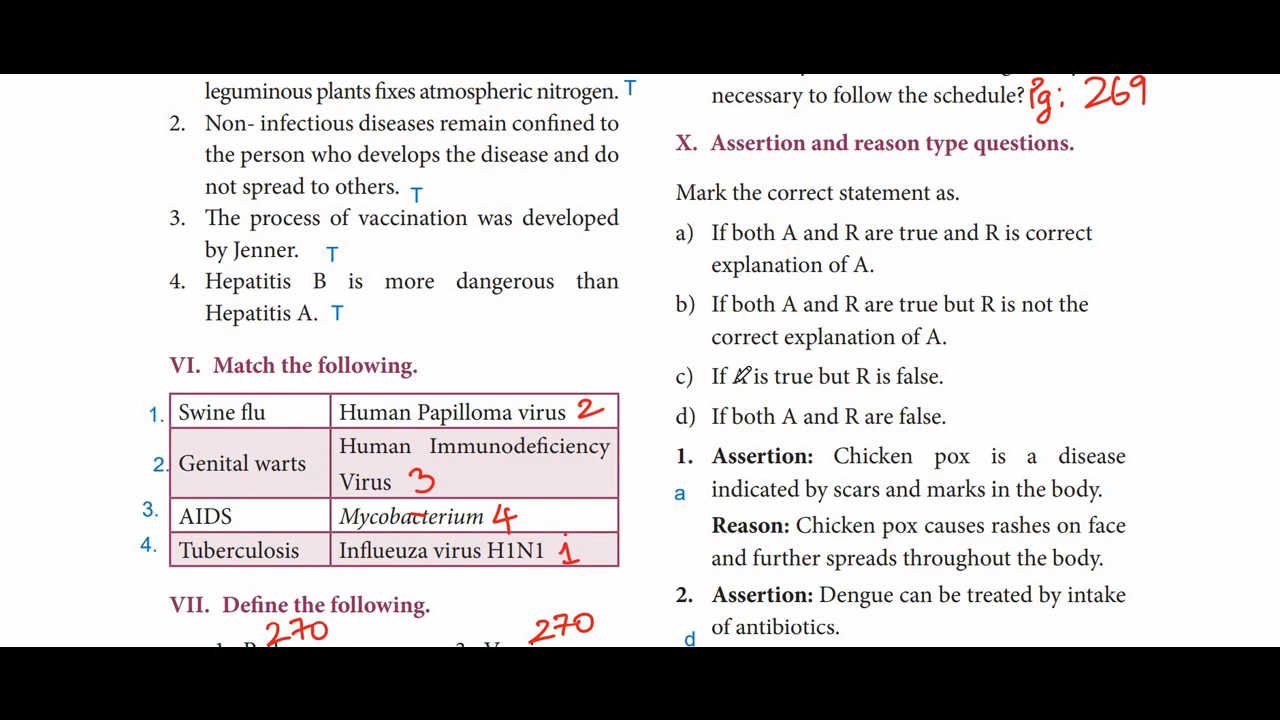 leguminous plants fixes atmospheric nitrogen. T
2. Non- infectious diseases remain confined to
the person who develops the disease and do
not spread to others. T
3. The process of vaccination was developed
by Jenner. T
4. Hepatitis B is more dangerous than
Hepatitis A. T
VI. Match the following.
1. Swine flu Human Papilloma virus 2
2. Genital warts Human Immunodeficiency
Virus 3
3. AIDS Mycobacterium 4
4. Tuberculosis Influeuza virus H1N1 1
VII. Define the following.
270 270
necessary to follow the schedule? Pg: 269
X. Assertion and reason type questions.
Mark the correct statement as.
a) If both A and R are true and R is correct
explanation of A.
b) If both A and R are true but R is not the
correct explanation of A.
c) If is true but R is false.
d) If both A and R are false.
1. Assertion: Chicken pox is a disease
a indicated by scars and marks in the body.
Reason: Chicken pox causes rashes on face
and further spreads throughout the body.
2. Assertion: Dengue can be treated by intake
of antibiotics.
d